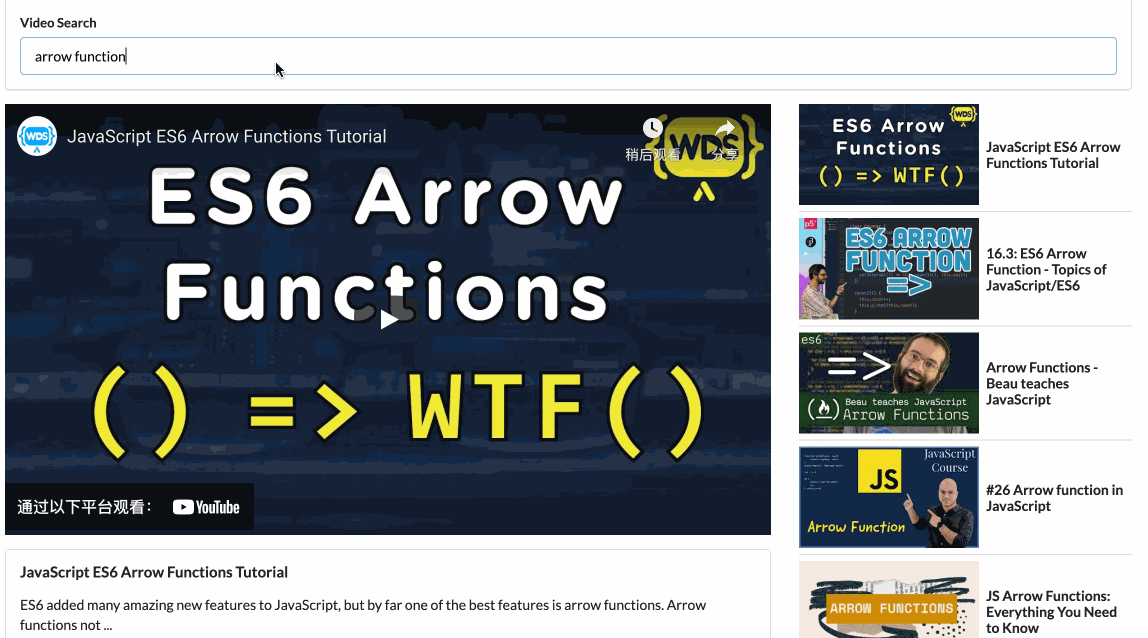 Video Search
arrow function
WDS
JavaScript ES6 Arrow Functions Tutorial
稍后观看
分享
WDS
ES6 Arrow
Functions
() => WTF()
通过以下平台观看：
YouTube
JavaScript ES6 Arrow Functions Tutorial
ES6 added many amazing new features to JavaScript, but by far one of the best features is arrow functions. Arrow
functions not ...
WDS
ES6 Arrow
Functions
() => WTF()
JavaScript ES6 Arrow
Functions Tutorial
p5*
ES6 ARROW
FUNCTION
=>
16.3: ES6 Arrow
Function - Topics of
JavaScript/ES6
es6
=>
Beau teaches JavaScript
Arrow Functions
Arrow Functions -
Beau teaches
JavaScript
JavaScript
Course
JS
Arrow Function
#26 Arrow function in
JavaScript
ARROW FUNCTIONS
JS Arrow Functions:
Everything You Need
to Know